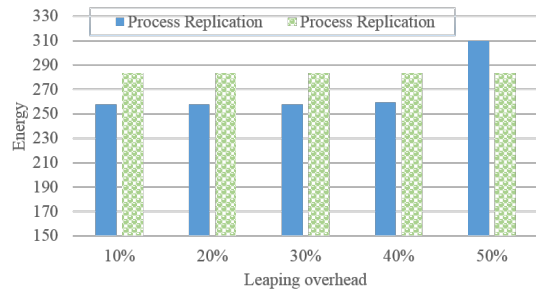 330
Process Replication Process Replication
310
290
270
250
230
210
190
170
150
Energy
10% 20% 30% 40% 50%
Leaping overhead